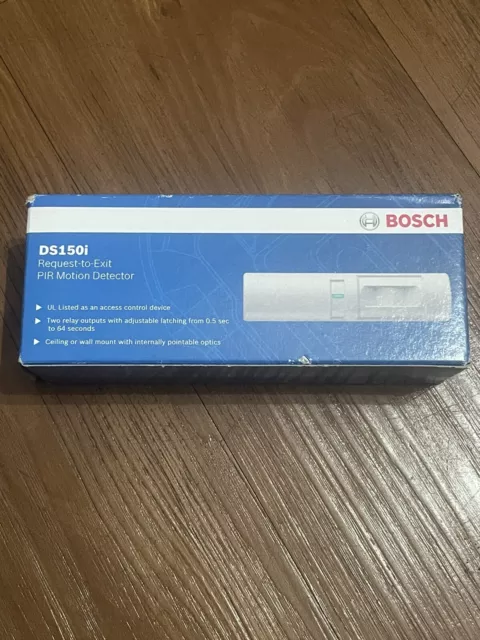 BOSCH
DS150i
Request-to-Exit
PIR Motion Detector
UL Listed as an access control device
Two relay outputs with adjustable latching from 0.5 sec
to 64 seconds
Ceiling or wall mount with internally pointable optics